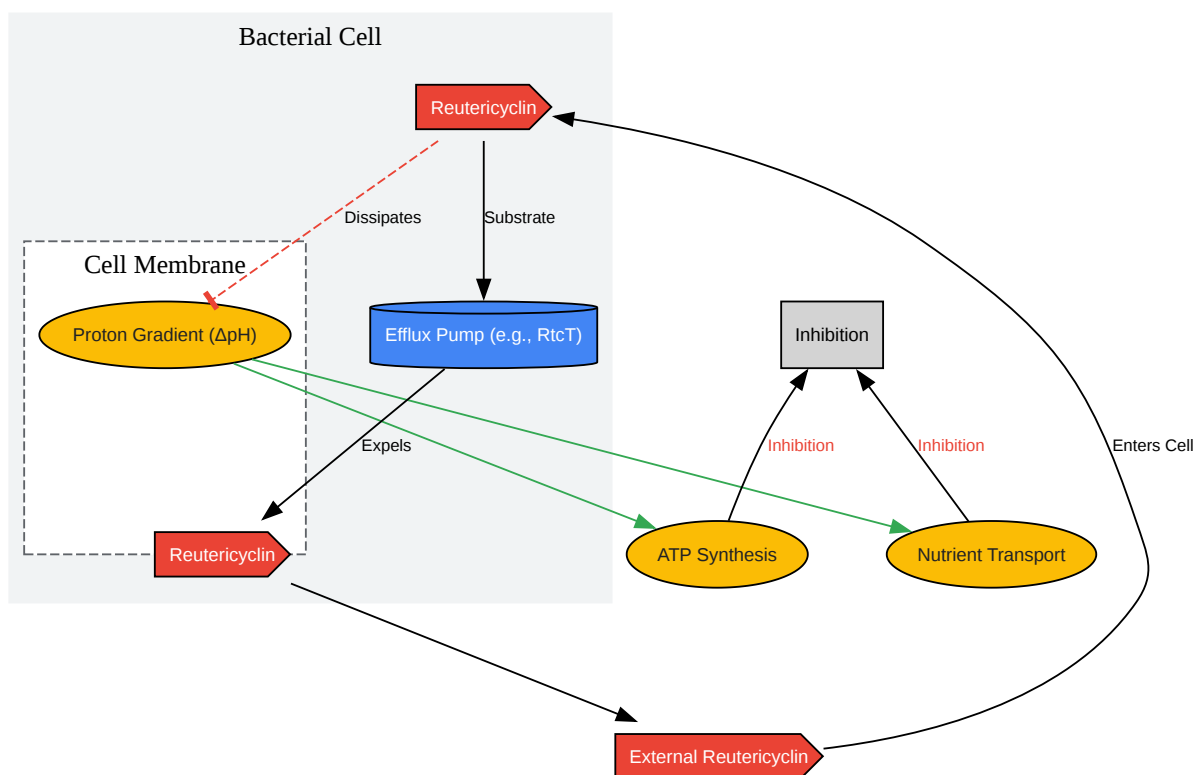 Bacterial Cell
Reutericyclin
Dissipates
Substrate
Cell Membrane
Proton Gradient (ΔpH)
Efflux Pump (e.g., RtcT)
Inhibition
Expels
Inhibition
Inhibition
Enters Cell
Reutericyclin
ATP Synthesis
Nutrient Transport
External Reutericyclin